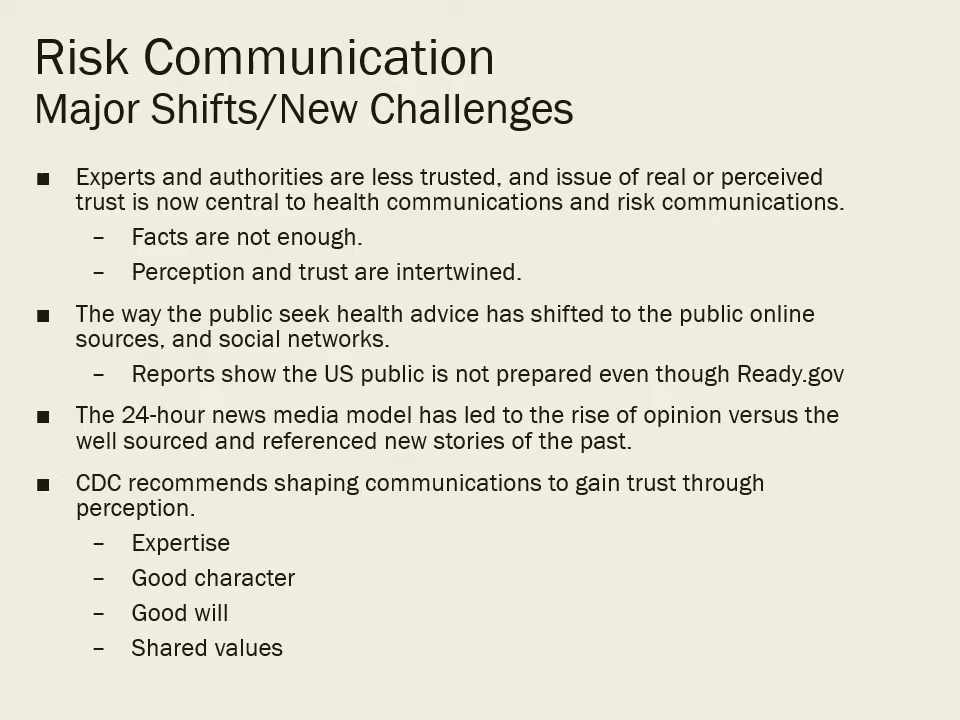 Risk Communication
Major Shifts/New Challenges
■ Experts and authorities are less trusted, and issue of real or perceived
trust is now central to health communications and risk communications.
– Facts are not enough.
– Perception and trust are intertwined.
■ The way the public seek health advice has shifted to the public online
sources, and social networks.
– Reports show the US public is not prepared even though Ready.gov
■ The 24-hour news media model has led to the rise of opinion versus the
well sourced and referenced new stories of the past.
■ CDC recommends shaping communications to gain trust through
perception.
– Expertise
– Good character
– Good will
– Shared values